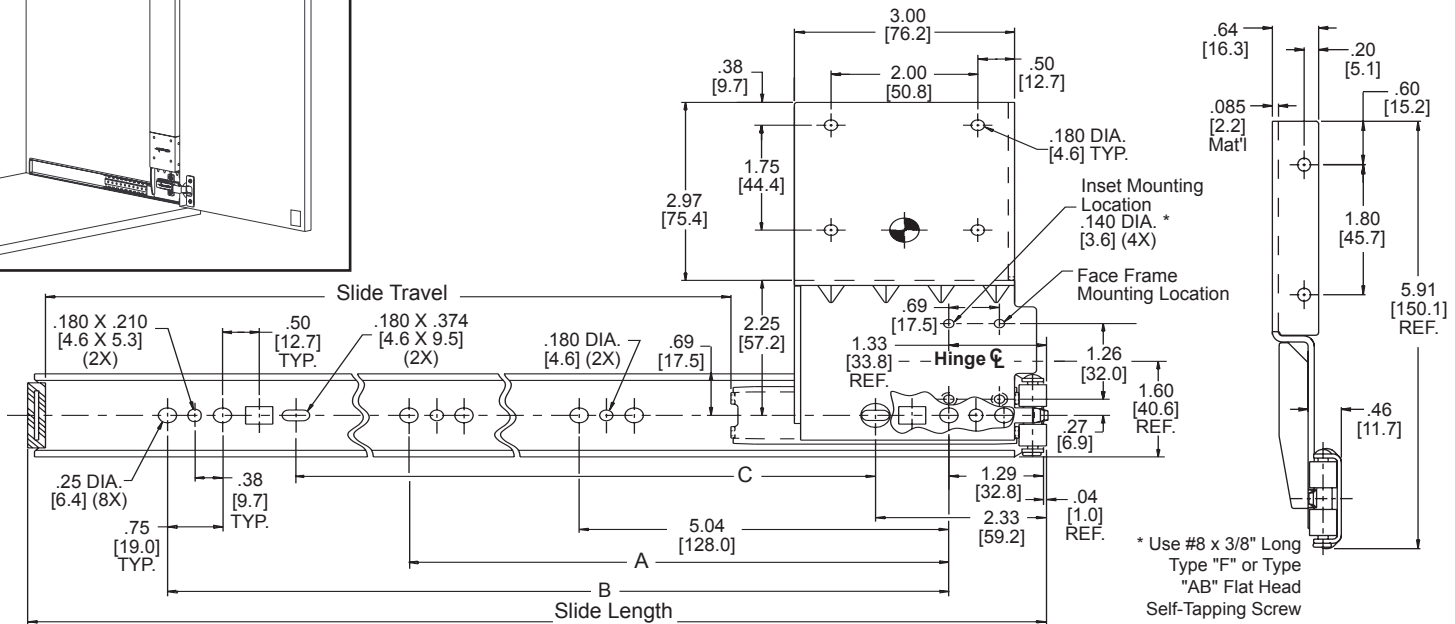 3.00
[76.2]
.38
[9.7]
2.00
[50.8]
.50
[12.7]
.64
[16.3]
.20
[5.1]
.60
[15.2]
.085
[2.2]
Mat'l
.180 DIA.
[4.6] TYP.
1.75
[44.4]
2.97
[75.4]
Inset Mounting
Location
.140 DIA. *
[3.6] (4X)
1.80
[45.7]
5.91
[150.1]
REF.
Face Frame
Mounting Location
Slide Travel
.180 X .210
[4.6 X 5.3]
(2X)
.50
[12.7]
TYP.
.180 X .374
[4.6 X 9.5]
(2X)
.180 DIA.
[4.6] (2X)
.69
[17.5]
2.25
[57.2]
.69
[17.5]
1.33
[33.8]
REF.
Hinge ℄
1.26
[32.0]
1.60
[40.6]
REF.
.27
[6.9]
.46
[11.7]
.25 DIA.
[6.4] (8X)
.38
[9.7]
TYP.
.75
[19.0]
TYP.
C
1.29
[32.8]
.04
[1.0]
REF.
5.04
[128.0]
2.33
[59.2]
A
B
Slide Length
* Use #8 x 3/8" Long
Type "F" or Type
"AB" Flat Head
Self-Tapping Screw